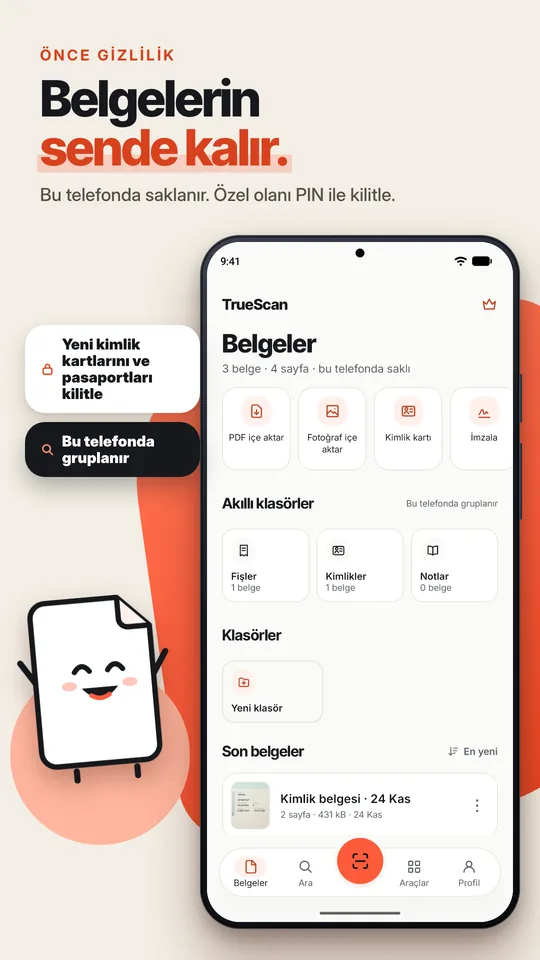 ÖNCE GİZLİLİK
Belgelerin
sende kalır.
Bu telefonda saklanır. Özel olanı PIN ile kilitle.
Yeni kimlik
kartlarını ve
pasaportları
kilitle
Bu telefonda
gruplanır
9:41
TrueScan
Belgeler
3 belge · 4 sayfa · bu telefonda saklı
PDF içe aktar
Fotoğraf içe
aktar
Kimlik kartı
İmzala
Akıllı klasörler
Bu telefonda gruplanır
Fişler
1 belge
Kimlikler
1 belge
Notlar
0 belge
Klasörler
Yeni klasör
Son belgeler
En yeni
Kimlik belgesi · 24 Kas
2 sayfa · 431 kB · 24 Kas
Belgeler
Ara
Araçlar
Profil